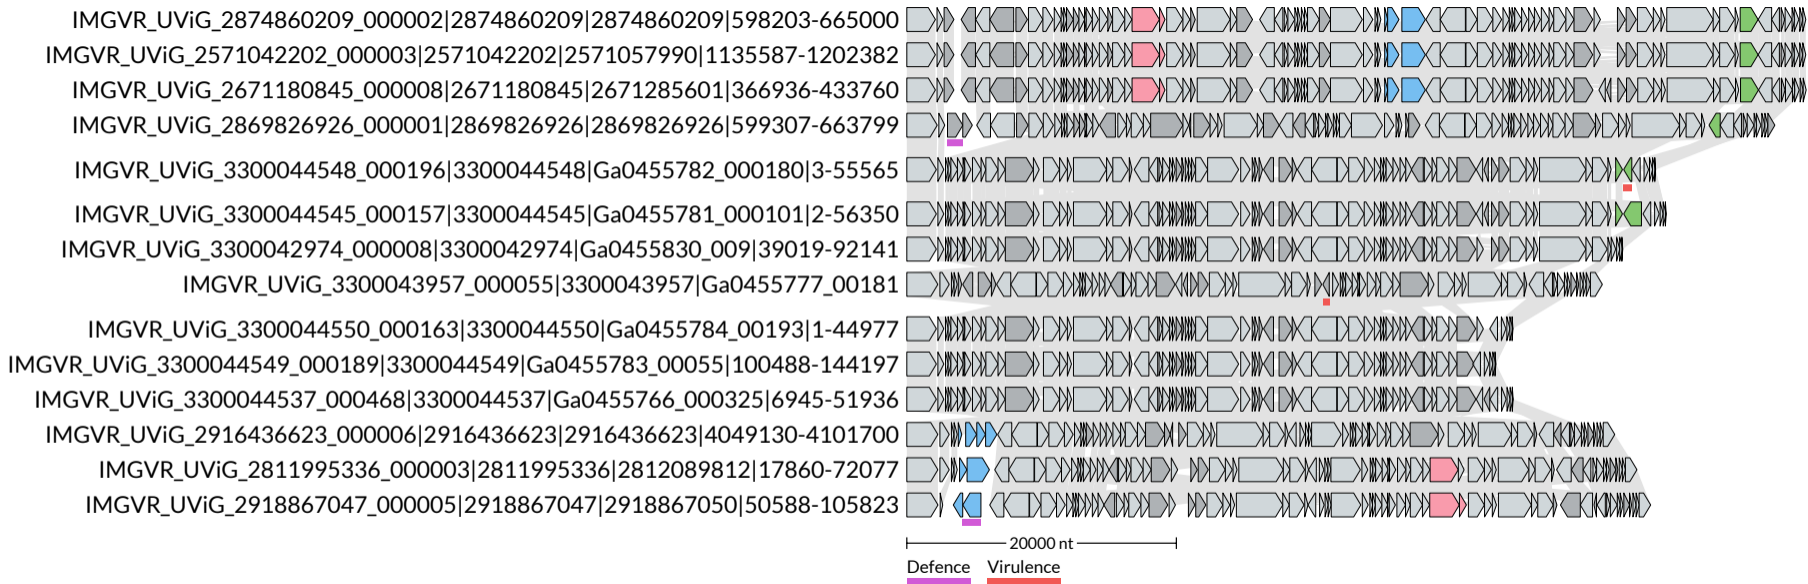 IMGVR_UViG_2874860209_000002|2874860209|2874860209|598203-665000
IMGVR_UViG_2571042202_000003|2571042202|2571057990|1135587-1202382
IMGVR_UViG_2671180845_000008|2671180845|2671285601|366936-433760
IMGVR_UViG_2869826926_000001|2869826926|2869826926|599307-663799
IMGVR_UViG_3300044548_000196|3300044548|Ga0455782_000180|3-55565
IMGVR_UViG_3300044545_000157|3300044545|Ga0455781_000101|2-56350
IMGVR_UViG_3300042974_000008|3300042974|Ga0455830_009|39019-92141
IMGVR_UViG_3300043957_000055|3300043957|Ga0455777_00181
IMGVR_UViG_3300044550_000163|3300044550|Ga0455784_00193|1-44977
IMGVR_UViG_3300044549_000189|3300044549|Ga0455783_00055|100488-144197
IMGVR_UViG_3300044537_000468|3300044537|Ga0455766_000325|6945-51936
IMGVR_UViG_2916436623_000006|2916436623|2916436623|4049130-4101700
IMGVR_UViG_2811995336_000003|2811995336|2812089812|17860-72077
IMGVR_UViG_2918867047_000005|2918867047|2918867050|50588-105823
20000 nt
Defence Virulence